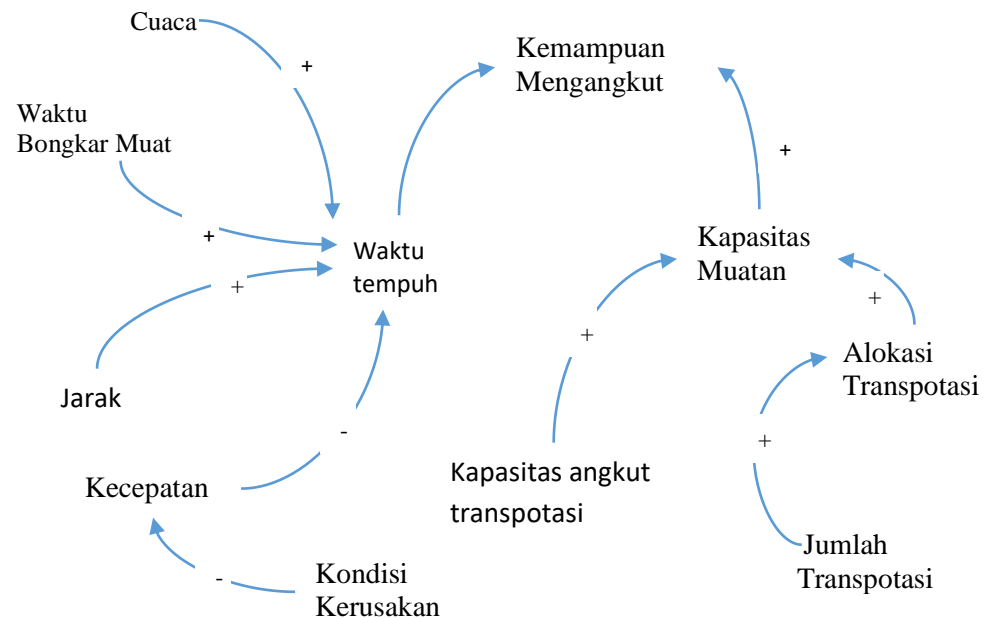 Cuaca
+
Kemampuan
Mengangkut
Waktu
Bongkar Muat
+
+
Waktu
tempuh
Kapasitas
Muatan
+
+
+
Alokasi
Transpotasi
Jarak
-
+
Kecepatan
Kapasitas angkut
transpotasi
Jumlah
Transpotasi
-
Kondisi
Kerusakan